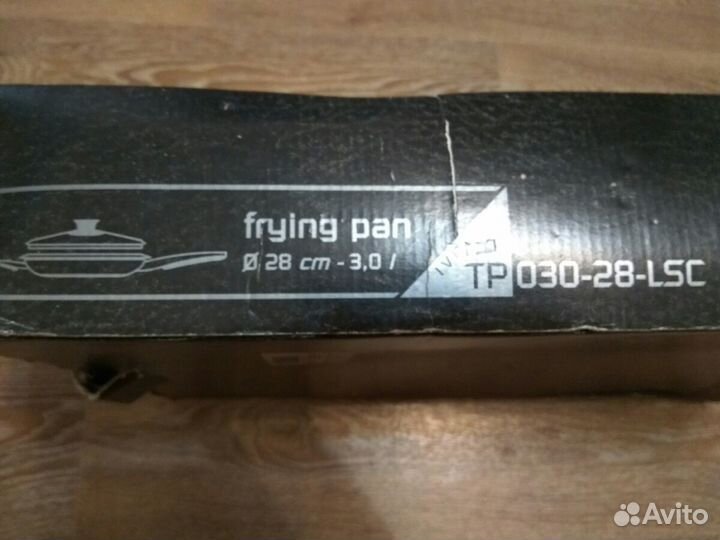 frying pan
Ø 28 cm - 3,0 l
TP 030-28-LSC
Avito